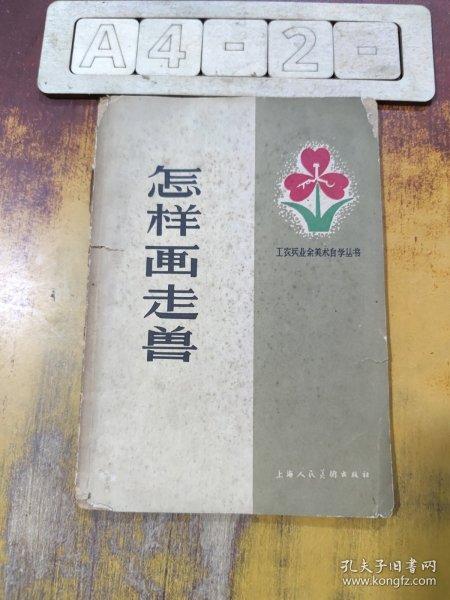 A4-2-
怎样画走兽
工农兵业余美术自学丛书
上海人民美術出版社
孔夫子旧书网
www.kongfz.com